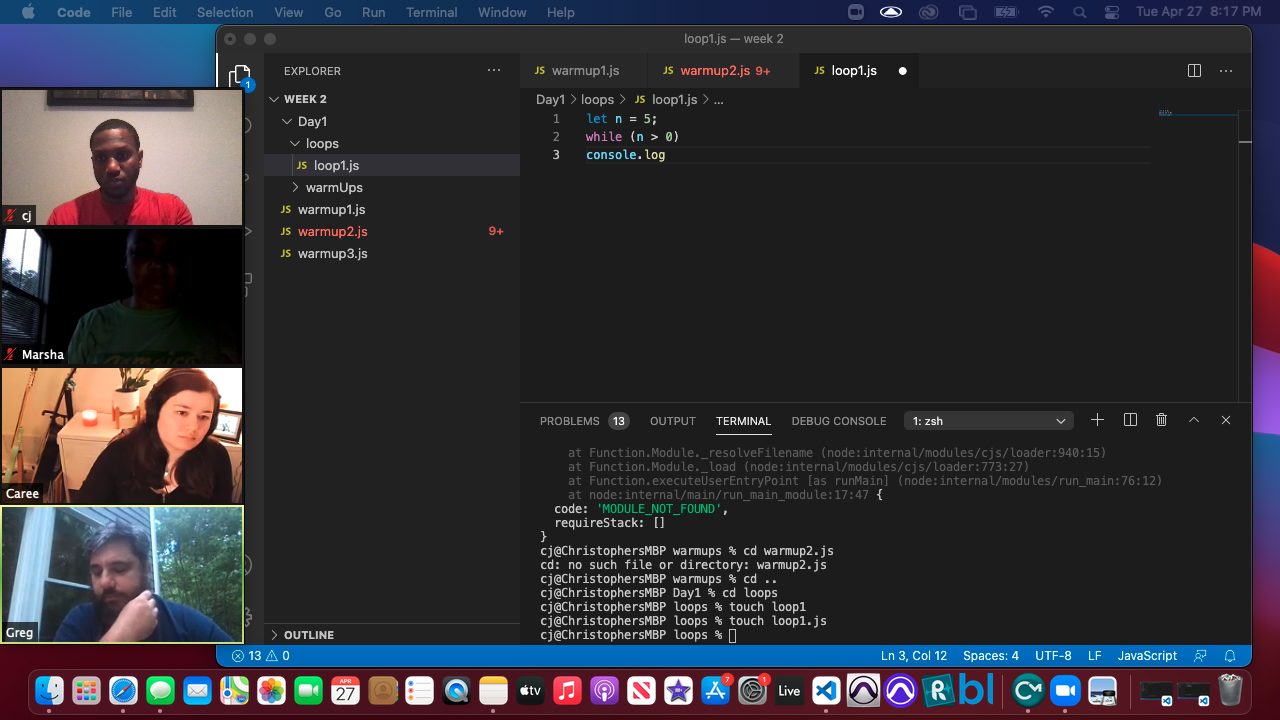 Code File Edit Selection View Go Run Terminal Window Help Tue Apr 27 8:17 PM
loop1.js — week 2
EXPLORER ···
1
WEEK 2
Day1
loops
JS loop1.js
warmUps
JS warmup1.js
JS warmup2.js 9+
JS warmup3.js
OUTLINE
cj
Marsha
Caree
Greg
JS warmup1.js JS warmup2.js 9+ JS loop1.js ●
Day1 > loops > JS loop1.js > ...
1 let n = 5;
2 while (n > 0)
3 console.log
PROBLEMS 13 OUTPUT TERMINAL DEBUG CONSOLE 1: zsh
at Function.Module._resolveFilename (node:internal/modules/cjs/loader:940:15)
at Function.Module._load (node:internal/modules/cjs/loader:773:27)
at Function.executeUserEntryPoint [as runMain] (node:internal/modules/run_main:76:12)
at node:internal/main/run_main_module:17:47 {
code: 'MODULE_NOT_FOUND',
requireStack: []
}
cj@ChristophersMBP warmups % cd warmup2.js
cd: no such file or directory: warmup2.js
cj@ChristophersMBP warmups % cd ..
cj@ChristophersMBP Day1 % cd loops
cj@ChristophersMBP loops % touch loop1
cj@ChristophersMBP loops % touch loop1.js
cj@ChristophersMBP loops %
13 0 Ln 3, Col 12 Spaces: 4 UTF-8 LF JavaScript
APR
27
tv
7
1
Live
R
bl
C